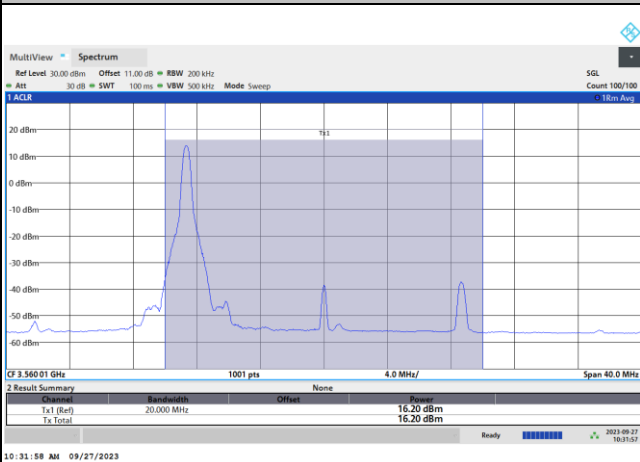 MultiView Spectrum
Ref Level 30.00 dBm Offset 11.00 dB RBW 200 kHz SGL
Att 30 dB SWT 100 ms VBW 500 kHz Mode Sweep Count 100/100
1 ACLR 1Rm Avg
Tx1
20 dBm
10 dBm
0 dBm
-10 dBm
-20 dBm
-30 dBm
-40 dBm
-50 dBm
-60 dBm
CF 3.56001 GHz 1001 pts 4.0 MHz/ Span 40.0 MHz
2 Result Summary None
Channel Bandwidth Offset Power
Tx1 (Ref) 20.000 MHz 16.20 dBm
Tx Total 16.20 dBm
Ready 2023-09-27
10:31:57
10:31:58 AM 09/27/2023